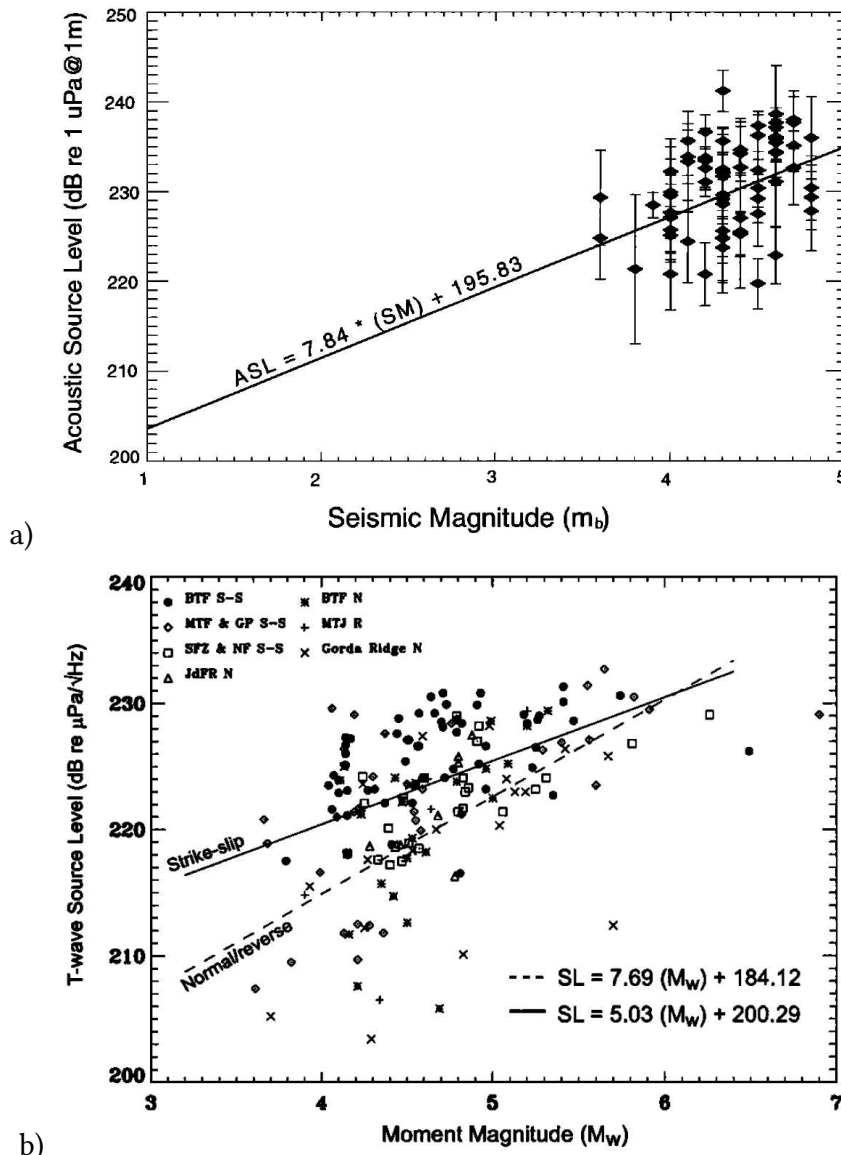 250
240
230
220
210
200
1 2 3 4 5
Acoustic Source Level (dB re 1 uPa@1m)
ASL = 7.84 * (SM) + 195.83
Seismic Magnitude (mb)
a)
240
230
220
210
200
3 4 5 6 7
T-wave Source Level (dB re µPa/√Hz)
BTF S-S BTF N
MTF & GP S-S MTJ R
SFZ & NF S-S Gorda Ridge N
JdFR N
Strike-slip
Normal/reverse
SL = 7.69 (Mw) + 184.12
SL = 5.03 (Mw) + 200.29
Moment Magnitude (Mw)
b)